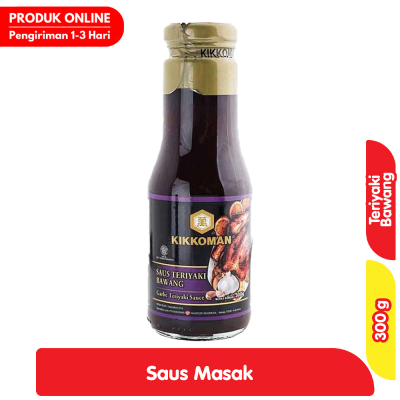 PRODUK ONLINE
Pengiriman 1-3 Hari
KIKKOMAN
KIKKOMAN
SAUS TERIYAKI
BAWANG
Garlic Teriyaki Sauce
Teriyaki
Bawang
300 g
Saus Masak